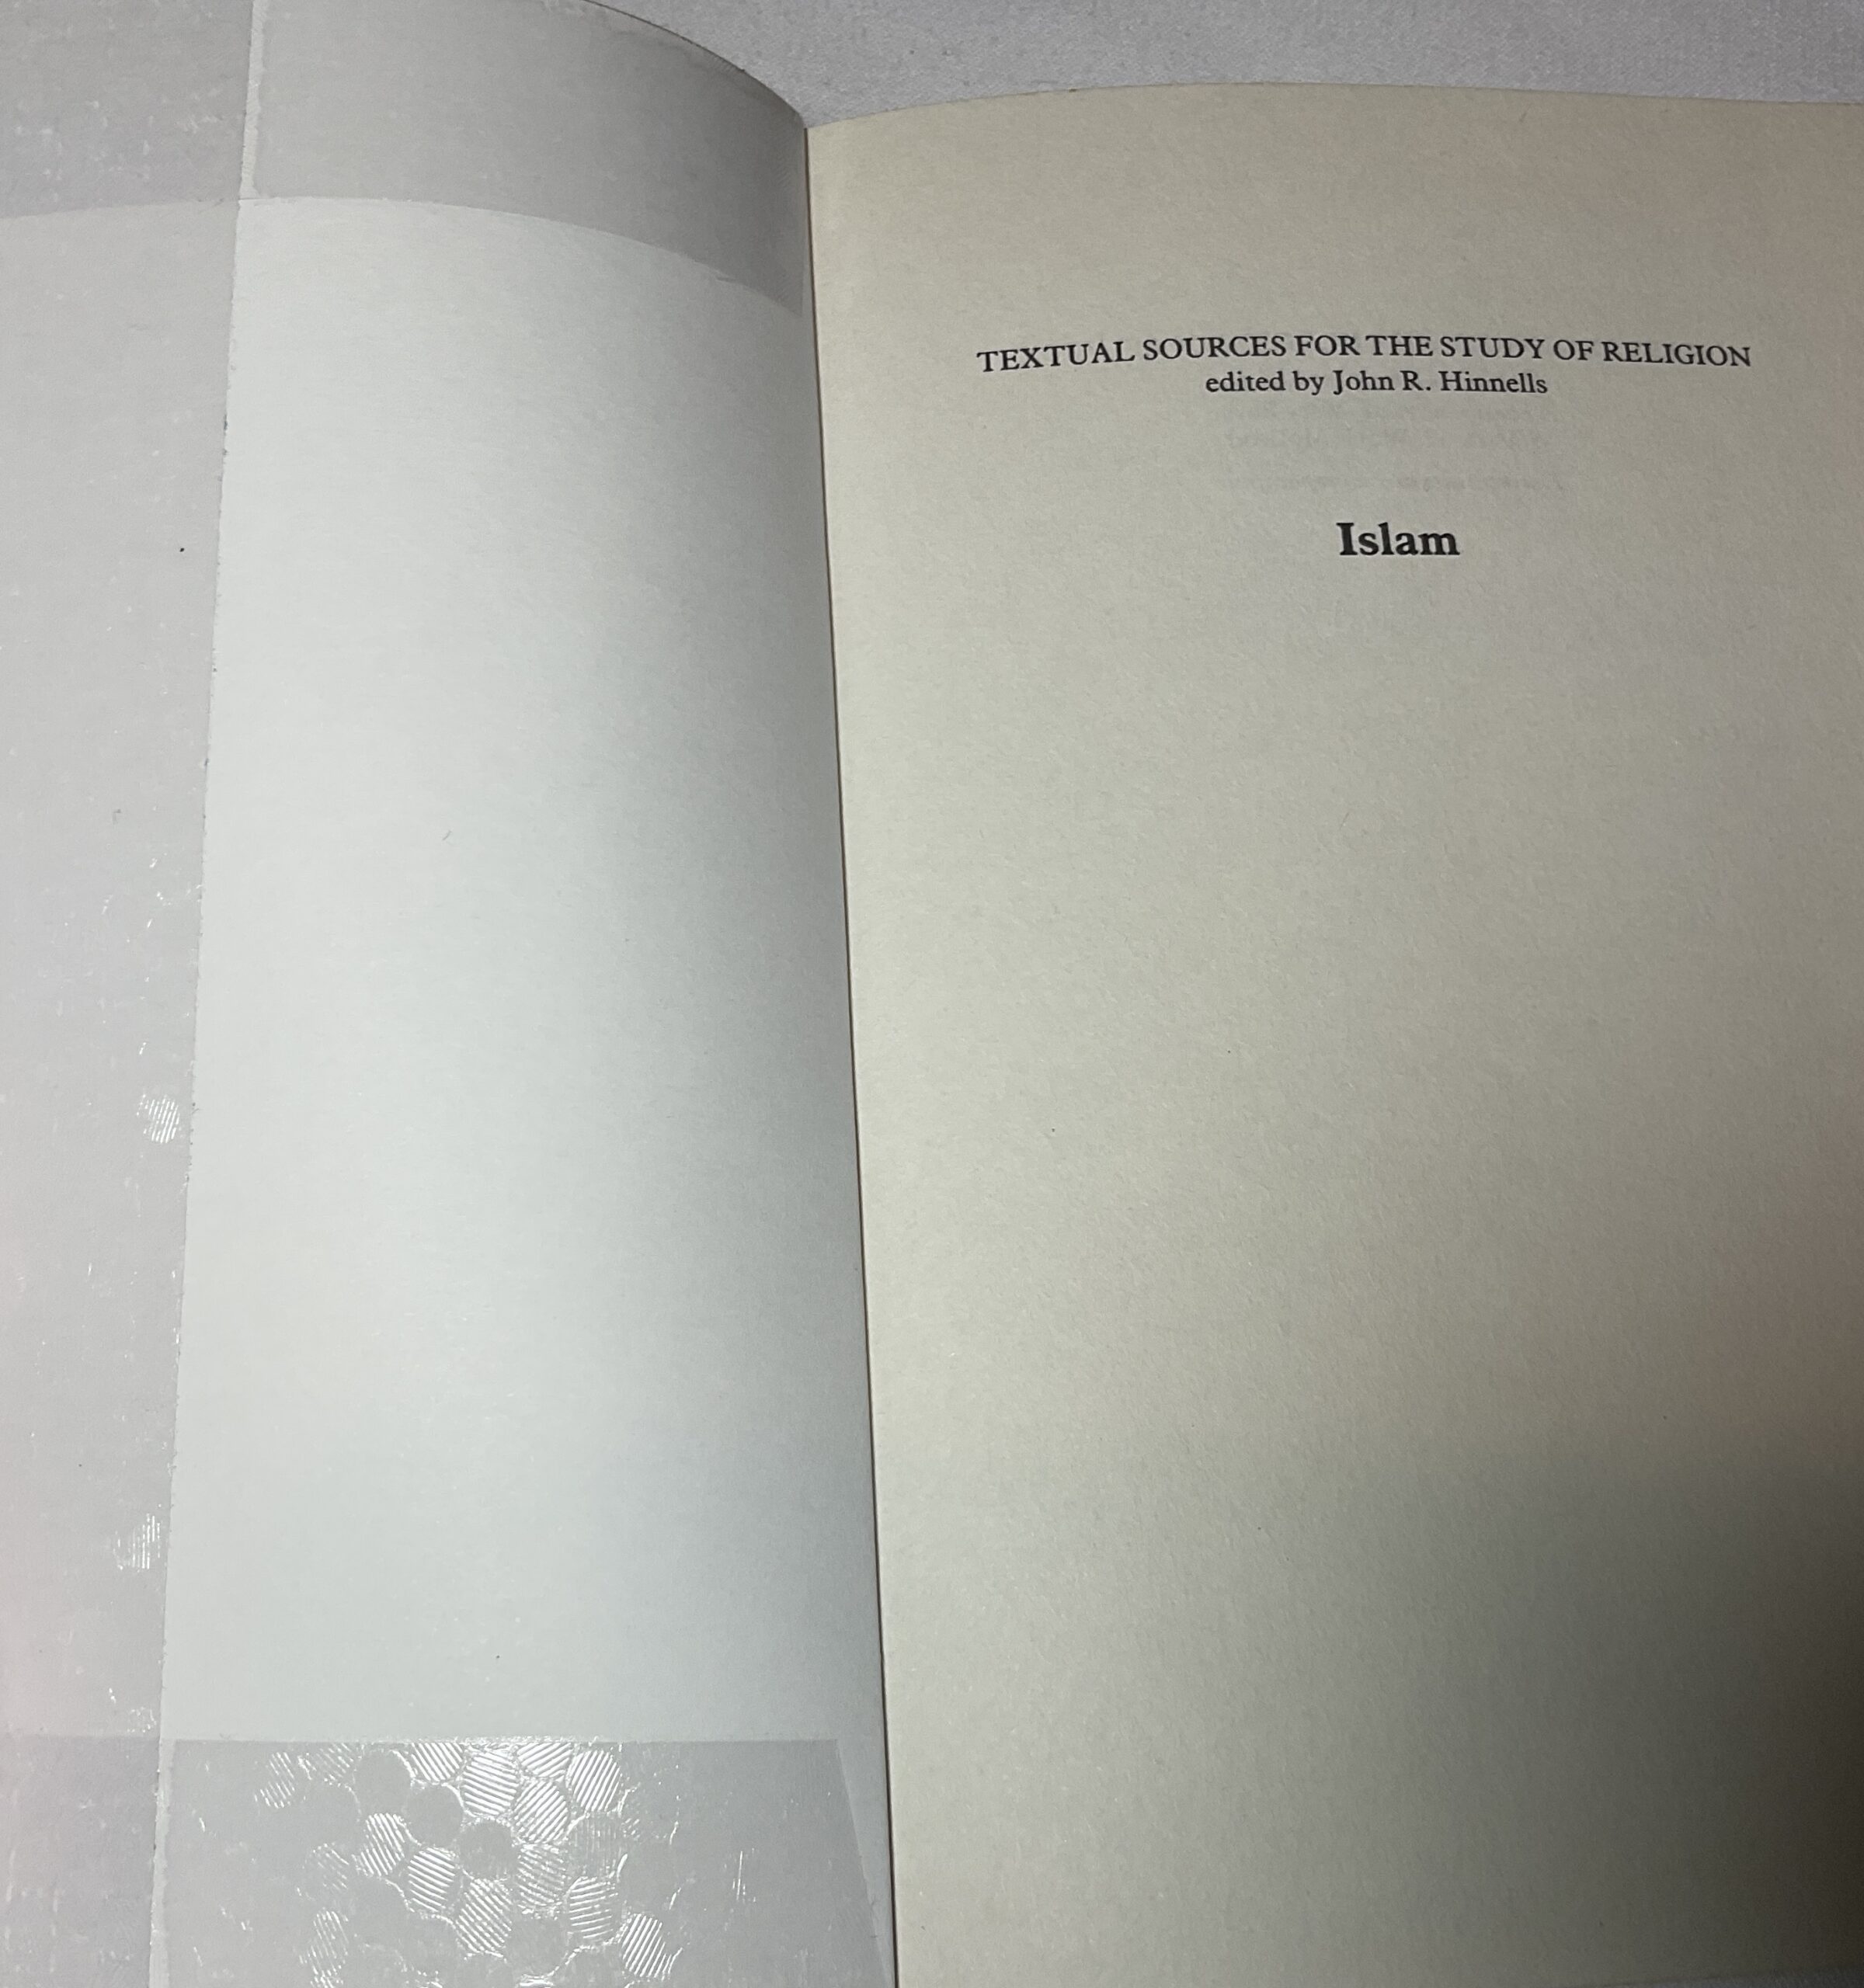 TEXTUAL SOURCES FOR THE STUDY OF RELIGION
edited by John R. Hinnells
Islam